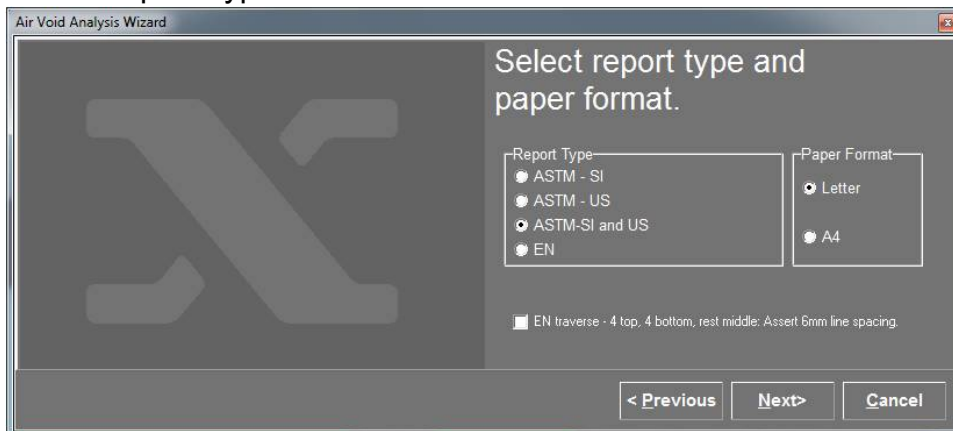 Air Void Analysis Wizard
Select report type and
paper format.
Report Type
ASTM - SI
ASTM - US
ASTM-SI and US
EN
Paper Format
Letter
A4
EN traverse - 4 top, 4 bottom, rest middle: Assert 6mm line spacing.
< Previous
Next>
Cancel